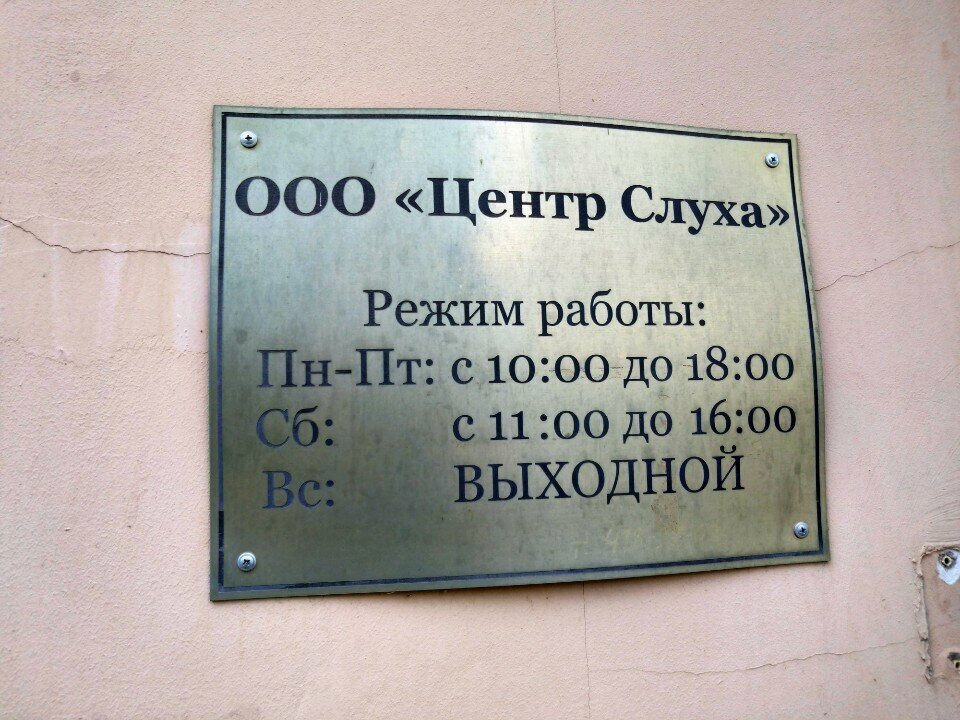 ООО «Центр Слуха»
Режим работы:
Пн-Пт: с 10:00 до 18:00
Сб: с 11:00 до 16:00
Вс: ВЫХОДНОЙ